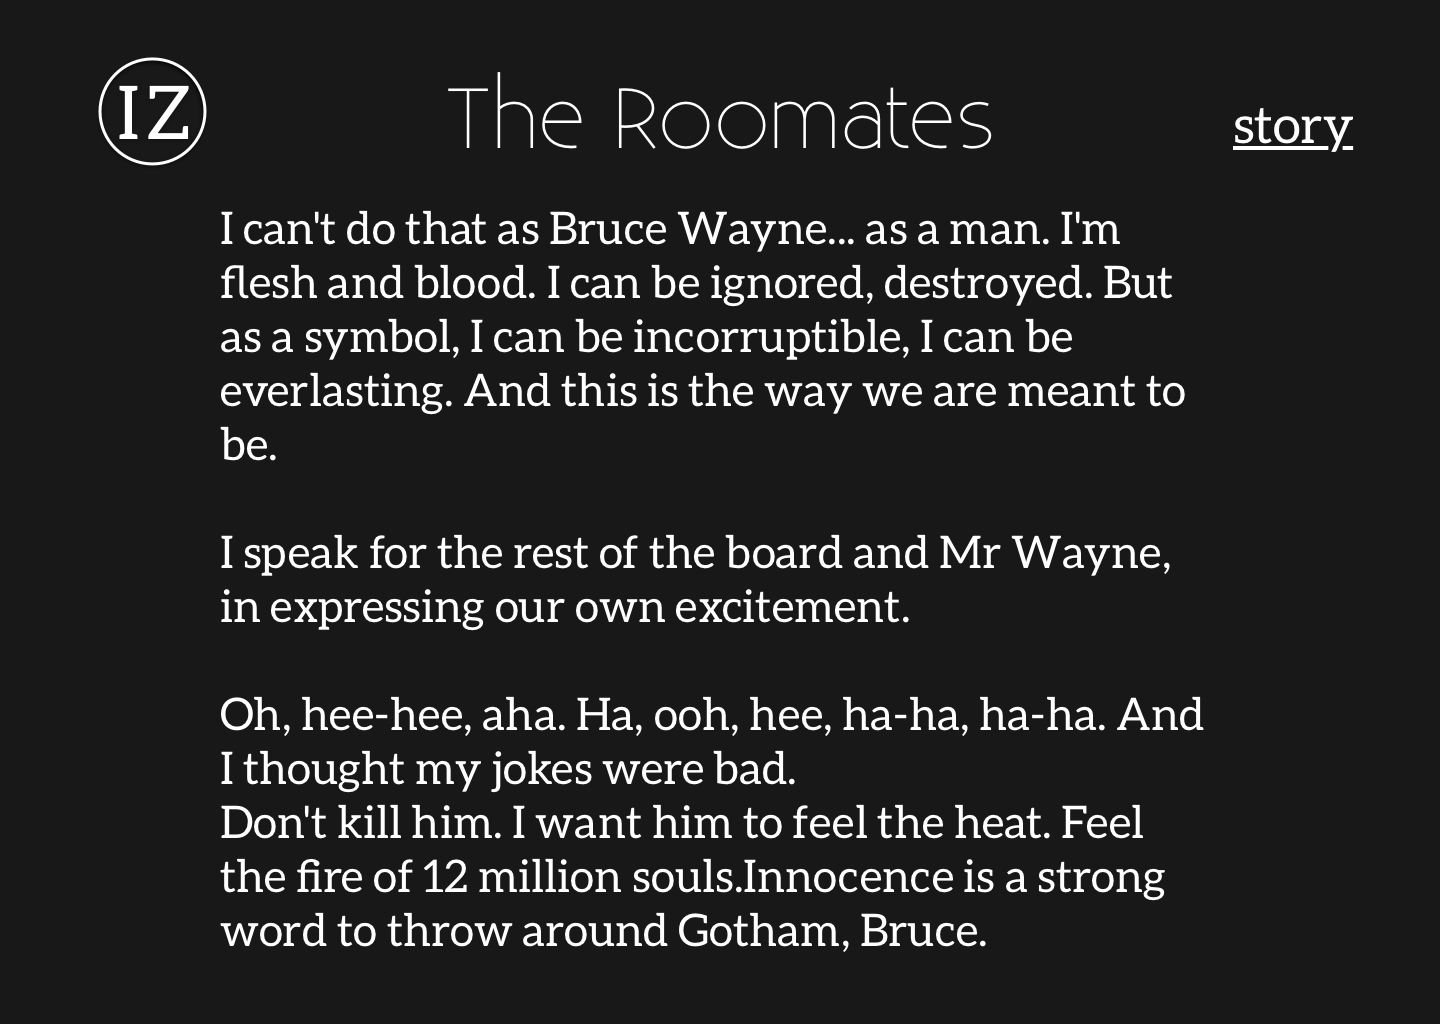 IZ
The Roomates
story
I can't do that as Bruce Wayne... as a man. I'm
flesh and blood. I can be ignored, destroyed. But
as a symbol, I can be incorruptible, I can be
everlasting. And this is the way we are meant to
be.
I speak for the rest of the board and Mr Wayne,
in expressing our own excitement.
Oh, hee-hee, aha. Ha, ooh, hee, ha-ha, ha-ha. And
I thought my jokes were bad.
Don't kill him. I want him to feel the heat. Feel
the fire of 12 million souls.Innocence is a strong
word to throw around Gotham, Bruce.